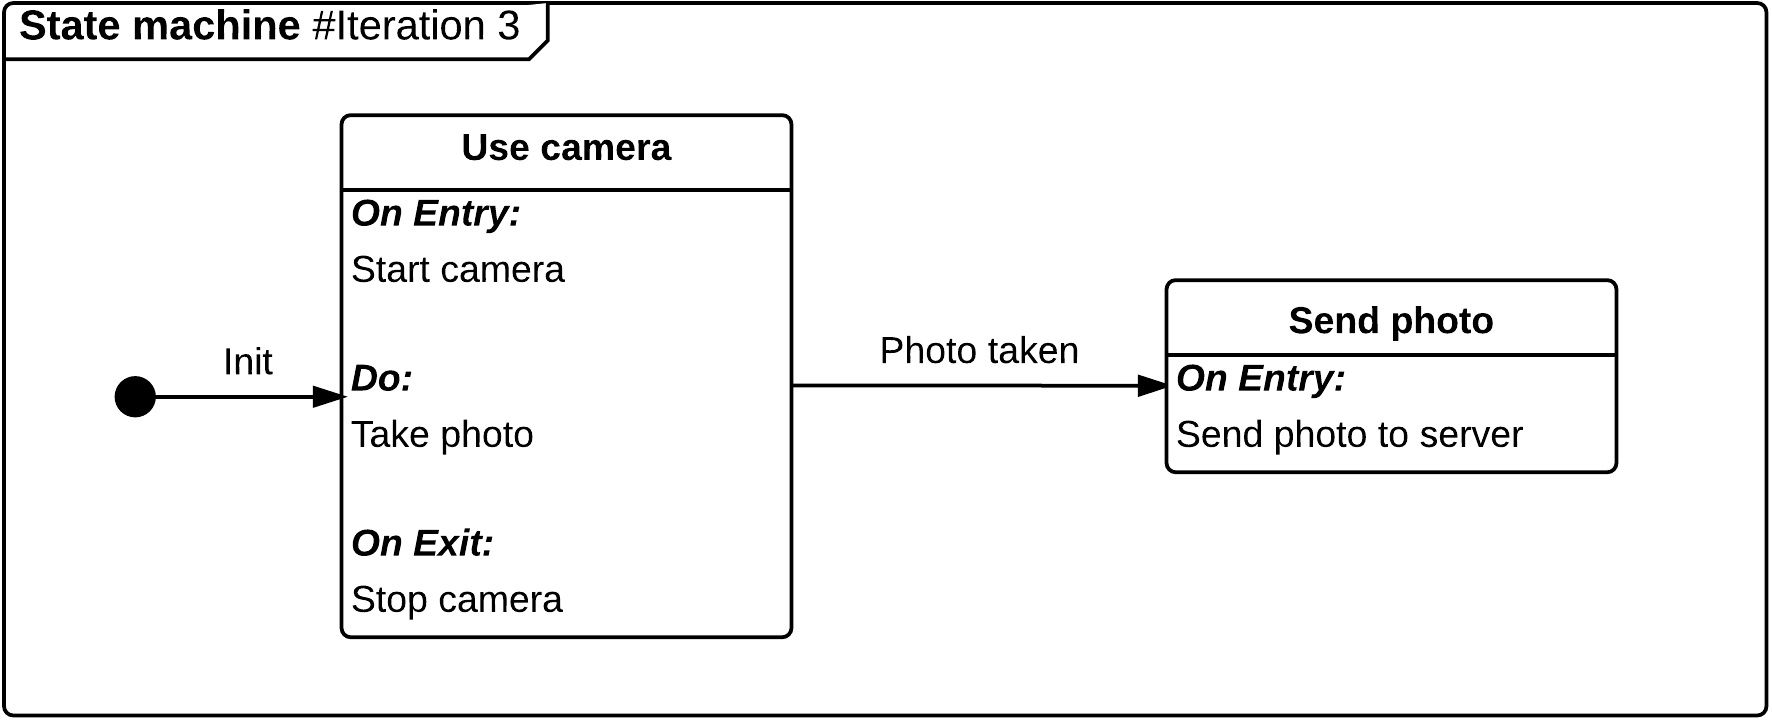 State machine #Iteration 3
Use camera
On Entry:
Start camera
Do:
Take photo
On Exit:
Stop camera
Init
Photo taken
Send photo
On Entry:
Send photo to server